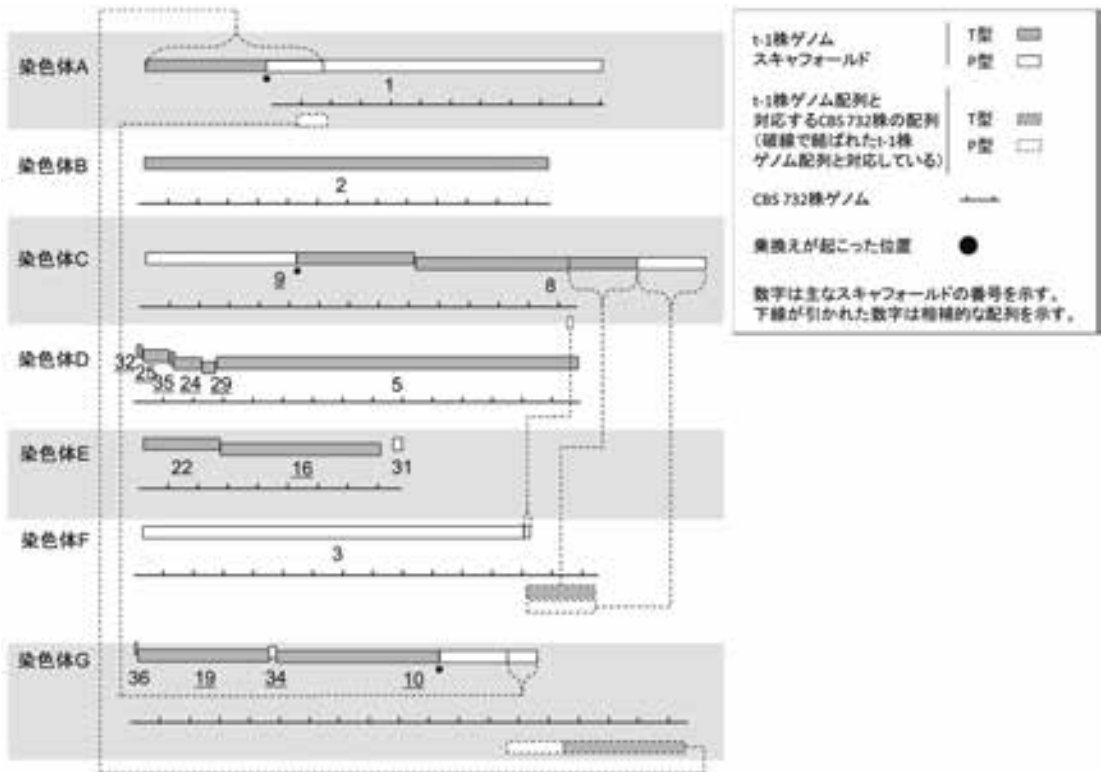 染色体A
1
染色体B
2
染色体C
9
8
染色体D
32
25
35
24
29
5
染色体E
22
16
31
染色体F
3
染色体G
36
19
34
10
t-1株ゲノム
スキャフォールド
T型
P型
t-1株ゲノム配列と
対応するCBS 732株の配列
(破線で結ばれたt-1株
ゲノム配列と対応している)
T型
P型
CBS 732株ゲノム
乗換えが起こった位置
数字は主なスキャフォールドの番号を示す。
下線が引かれた数字は相補的な配列を示す。